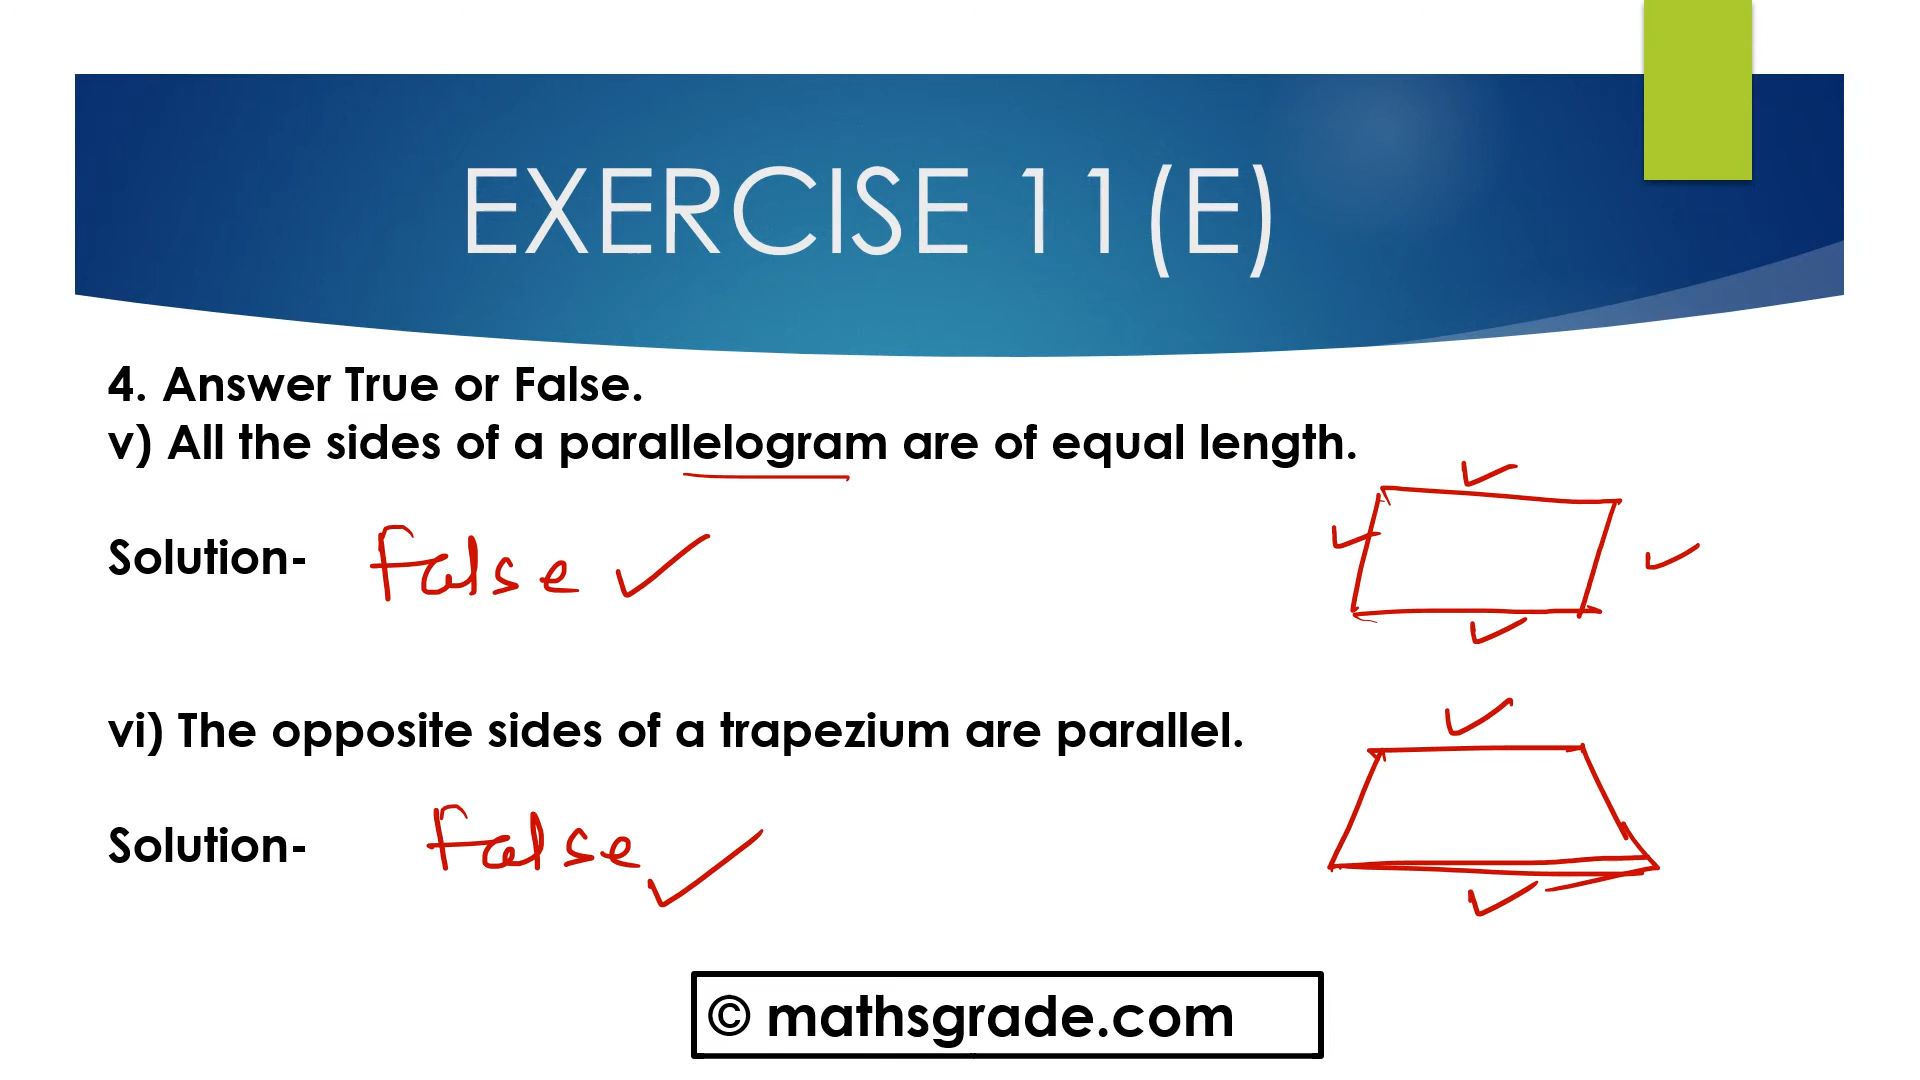 EXERCISE 11(E)
4. Answer True or False.
v) All the sides of a parallelogram are of equal length.
Solution- False
vi) The opposite sides of a trapezium are parallel.
Solution- False
© mathsgrade.com